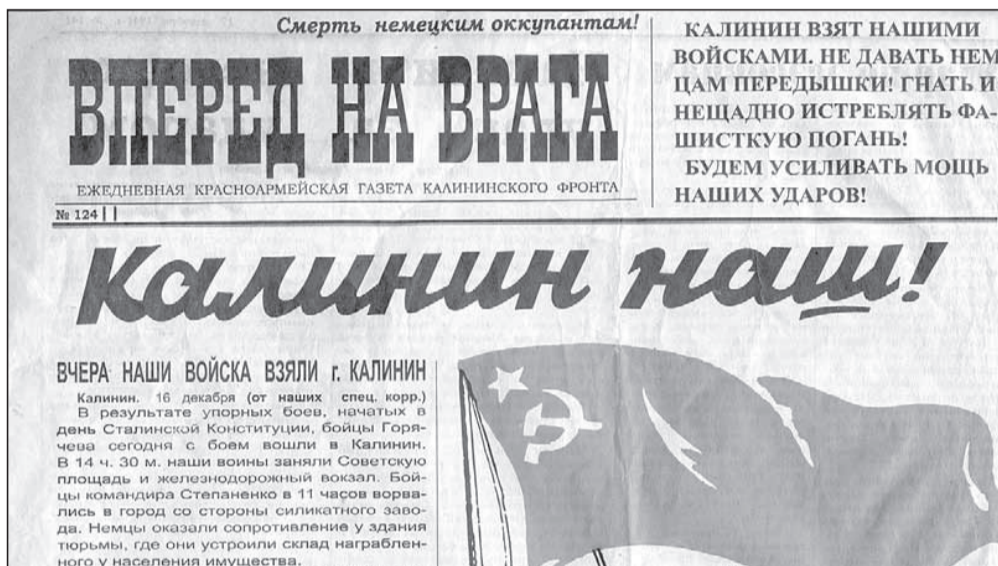 Смерть немецким оккупантам!
ВПЕРЕД НА ВРАГА
ЕЖЕДНЕВНАЯ КРАСНОАРМЕЙСКАЯ ГАЗЕТА КАЛИНИНСКОГО ФРОНТА
№ 124
КАЛИНИН ВЗЯТ НАШИМИ
ВОЙСКАМИ. НЕ ДАВАТЬ НЕМ
ЦАМ ПЕРЕДЫШКИ! ГНАТЬ И
НЕЩАДНО ИСТРЕБЛЯТЬ ФА-
ШИСТКУЮ ПОГАНЬ!
БУДЕМ УСИЛИВАТЬ МОЩЬ
НАШИХ УДАРОВ!
Калинин наш!
ВЧЕРА НАШИ ВОЙСКА ВЗЯЛИ г. КАЛИНИН
Калинин. 16 декабря (от наших спец. корр.)
В результате упорных боев, начатых в
день Сталинской Конституции, бойцы Горя-
чева сегодня с боем вошли в Калинин.
В 14 ч. 30 м. наши воины заняли Советскую
площадь и железнодорожный вокзал. Бой-
цы командира Степаненко в 11 часов ворва-
лись в город со стороны силикатного заво-
да. Немцы оказали сопротивление у здания
тюрьмы, где они устроили склад награблен-
ного у населения имущества.